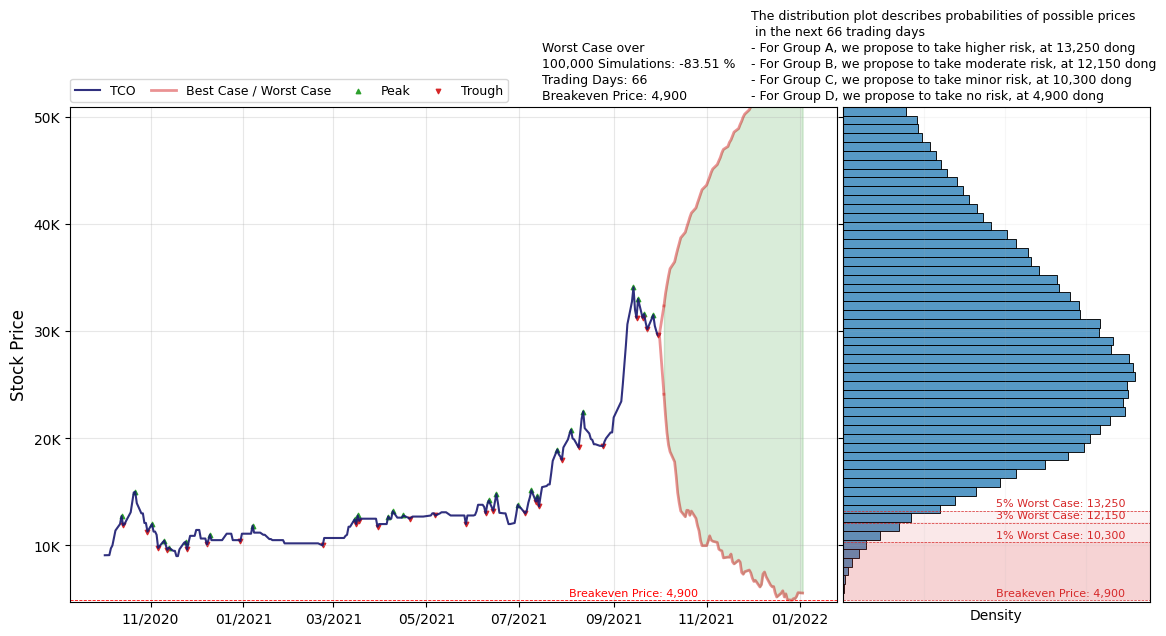 The distribution plot describes probabilities of possible prices
in the next 66 trading days
- For Group A, we propose to take higher risk, at 13,250 dong
- For Group B, we propose to take moderate risk, at 12,150 dong
- For Group C, we propose to take minor risk, at 10,300 dong
- For Group D, we propose to take no risk, at 4,900 dong
Worst Case over
100,000 Simulations: -83.51 %
Trading Days: 66
Breakeven Price: 4,900
TCO
Best Case / Worst Case
Peak
Trough
Stock Price
50K
40K
30K
20K
10K
Breakeven Price: 4,900
11/2020
01/2021
3/2021
05/2021
07/2021
09/2021
11/2021
01/2022
5% Worst Case: 13,250
3% Worst Case: 12,150
1% Worst Case: 10,300
Breakeven Price: 4,900
Density